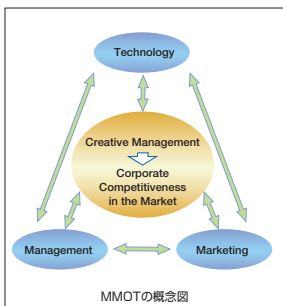 Technology
Creative Management
Corporate
Competitiveness
in the Market
Management
Marketing
MMOTの概念図